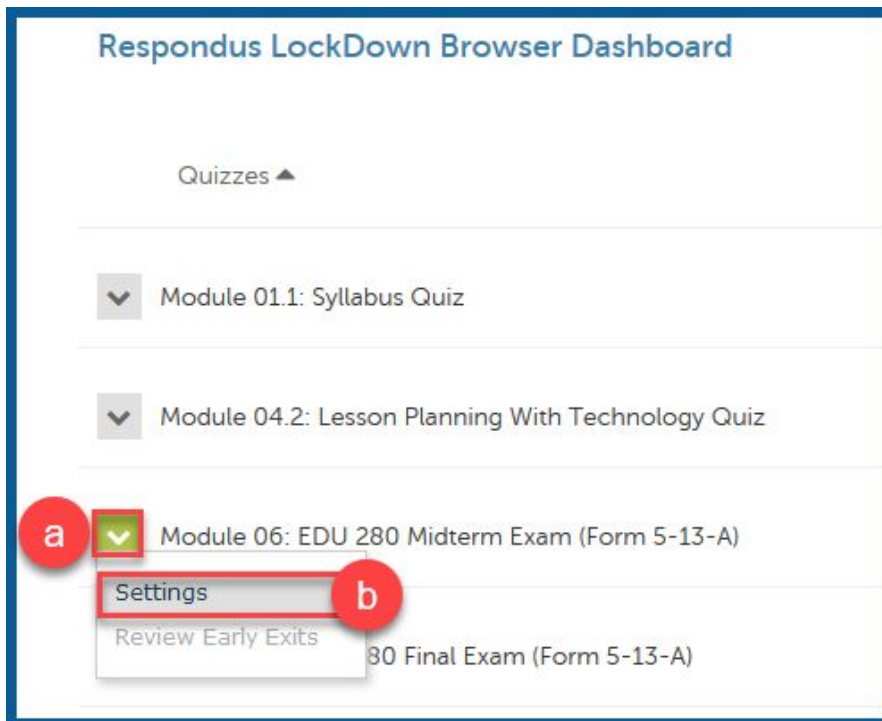 Respondus LockDown Browser Dashboard
Quizzes
Module 01.1: Syllabus Quiz
Module 04.2: Lesson Planning With Technology Quiz
a
Module 06: EDU 280 Midterm Exam (Form 5-13-A)
Settings
b
Review Early Exits
80 Final Exam (Form 5-13-A)